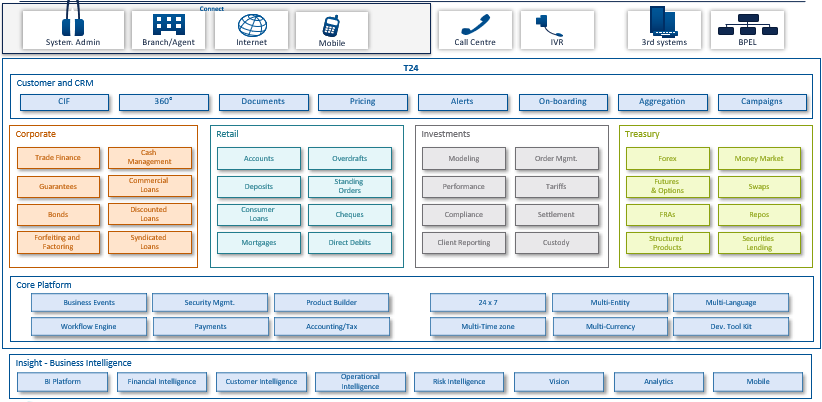 Connect
System. Admin
Branch/Agent
Internet
Mobile
Call Centre
IVR
3rd systems
BPEL
T24
Customer and CRM
CIF
360°
Documents
Pricing
Alerts
On-boarding
Aggregation
Campaigns
Corporate
Trade Finance
Cash
Management
Guarantees
Commercial
Loans
Bonds
Discounted
Loans
Forfeiting and
Factoring
Syndicated
Loans
Retail
Accounts
Overdrafts
Deposits
Standing
Orders
Consumer
Loans
Cheques
Mortgages
Direct Debits
Investments
Modeling
Order Mgmt.
Performance
Tariffs
Compliance
Settlement
Client Reporting
Custody
Treasury
Forex
Money Market
Futures
& Options
Swaps
FRAs
Repos
Structured
Products
Securities
Lending
Core Platform
Business Events
Security Mgmt.
Product Builder
24 x 7
Multi-Entity
Multi-Language
Workflow Engine
Payments
Accounting/Tax
Multi-Time zone
Multi-Currency
Dev. Tool Kit
Insight - Business Intelligence
BI Platform
Financial Intelligence
Customer Intelligence
Operational
Intelligence
Risk Intelligence
Vision
Analytics
Mobile